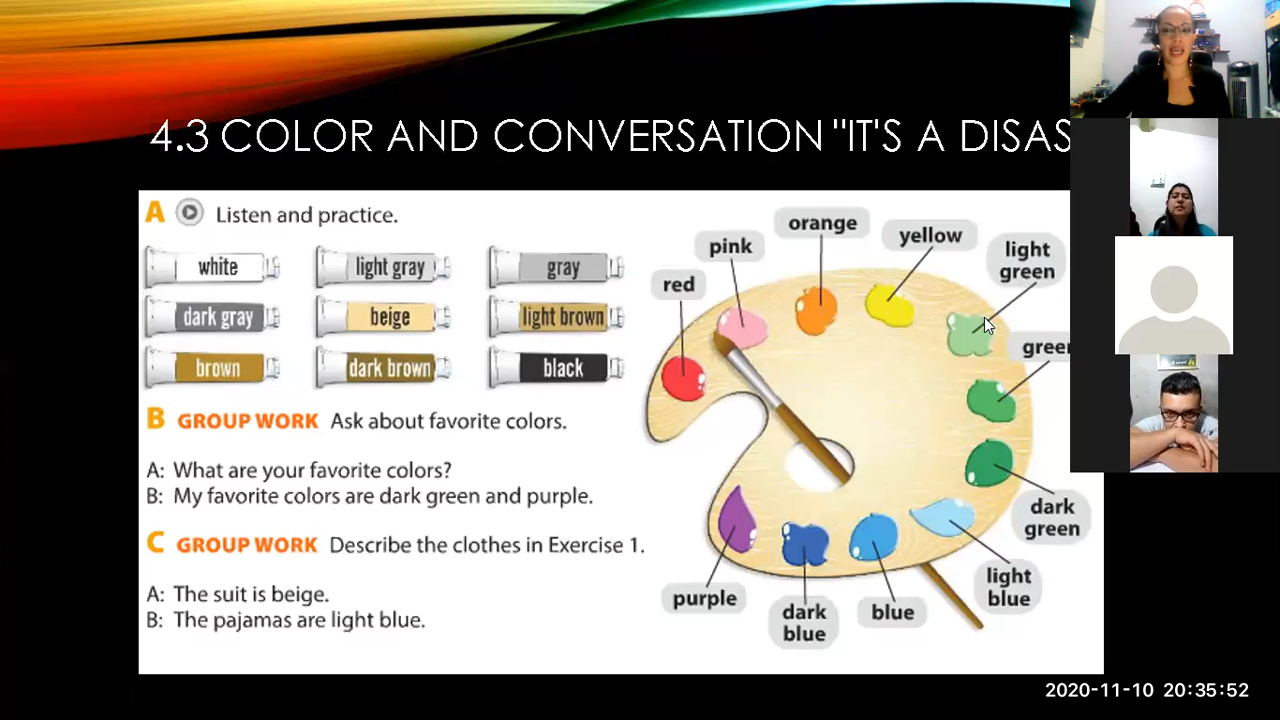 4.3 COLOR AND CONVERSATION "IT'S A DISAS
A Listen and practice.
white
light gray
gray
dark gray
beige
light brown
brown
dark brown
black
B GROUP WORK Ask about favorite colors.
A: What are your favorite colors?
B: My favorite colors are dark green and purple.
C GROUP WORK Describe the clothes in Exercise 1.
A: The suit is beige.
B: The pajamas are light blue.
red
pink
orange
yellow
light
green
green
dark
green
light
blue
blue
dark
blue
purple
2020-11-10 20:35:52